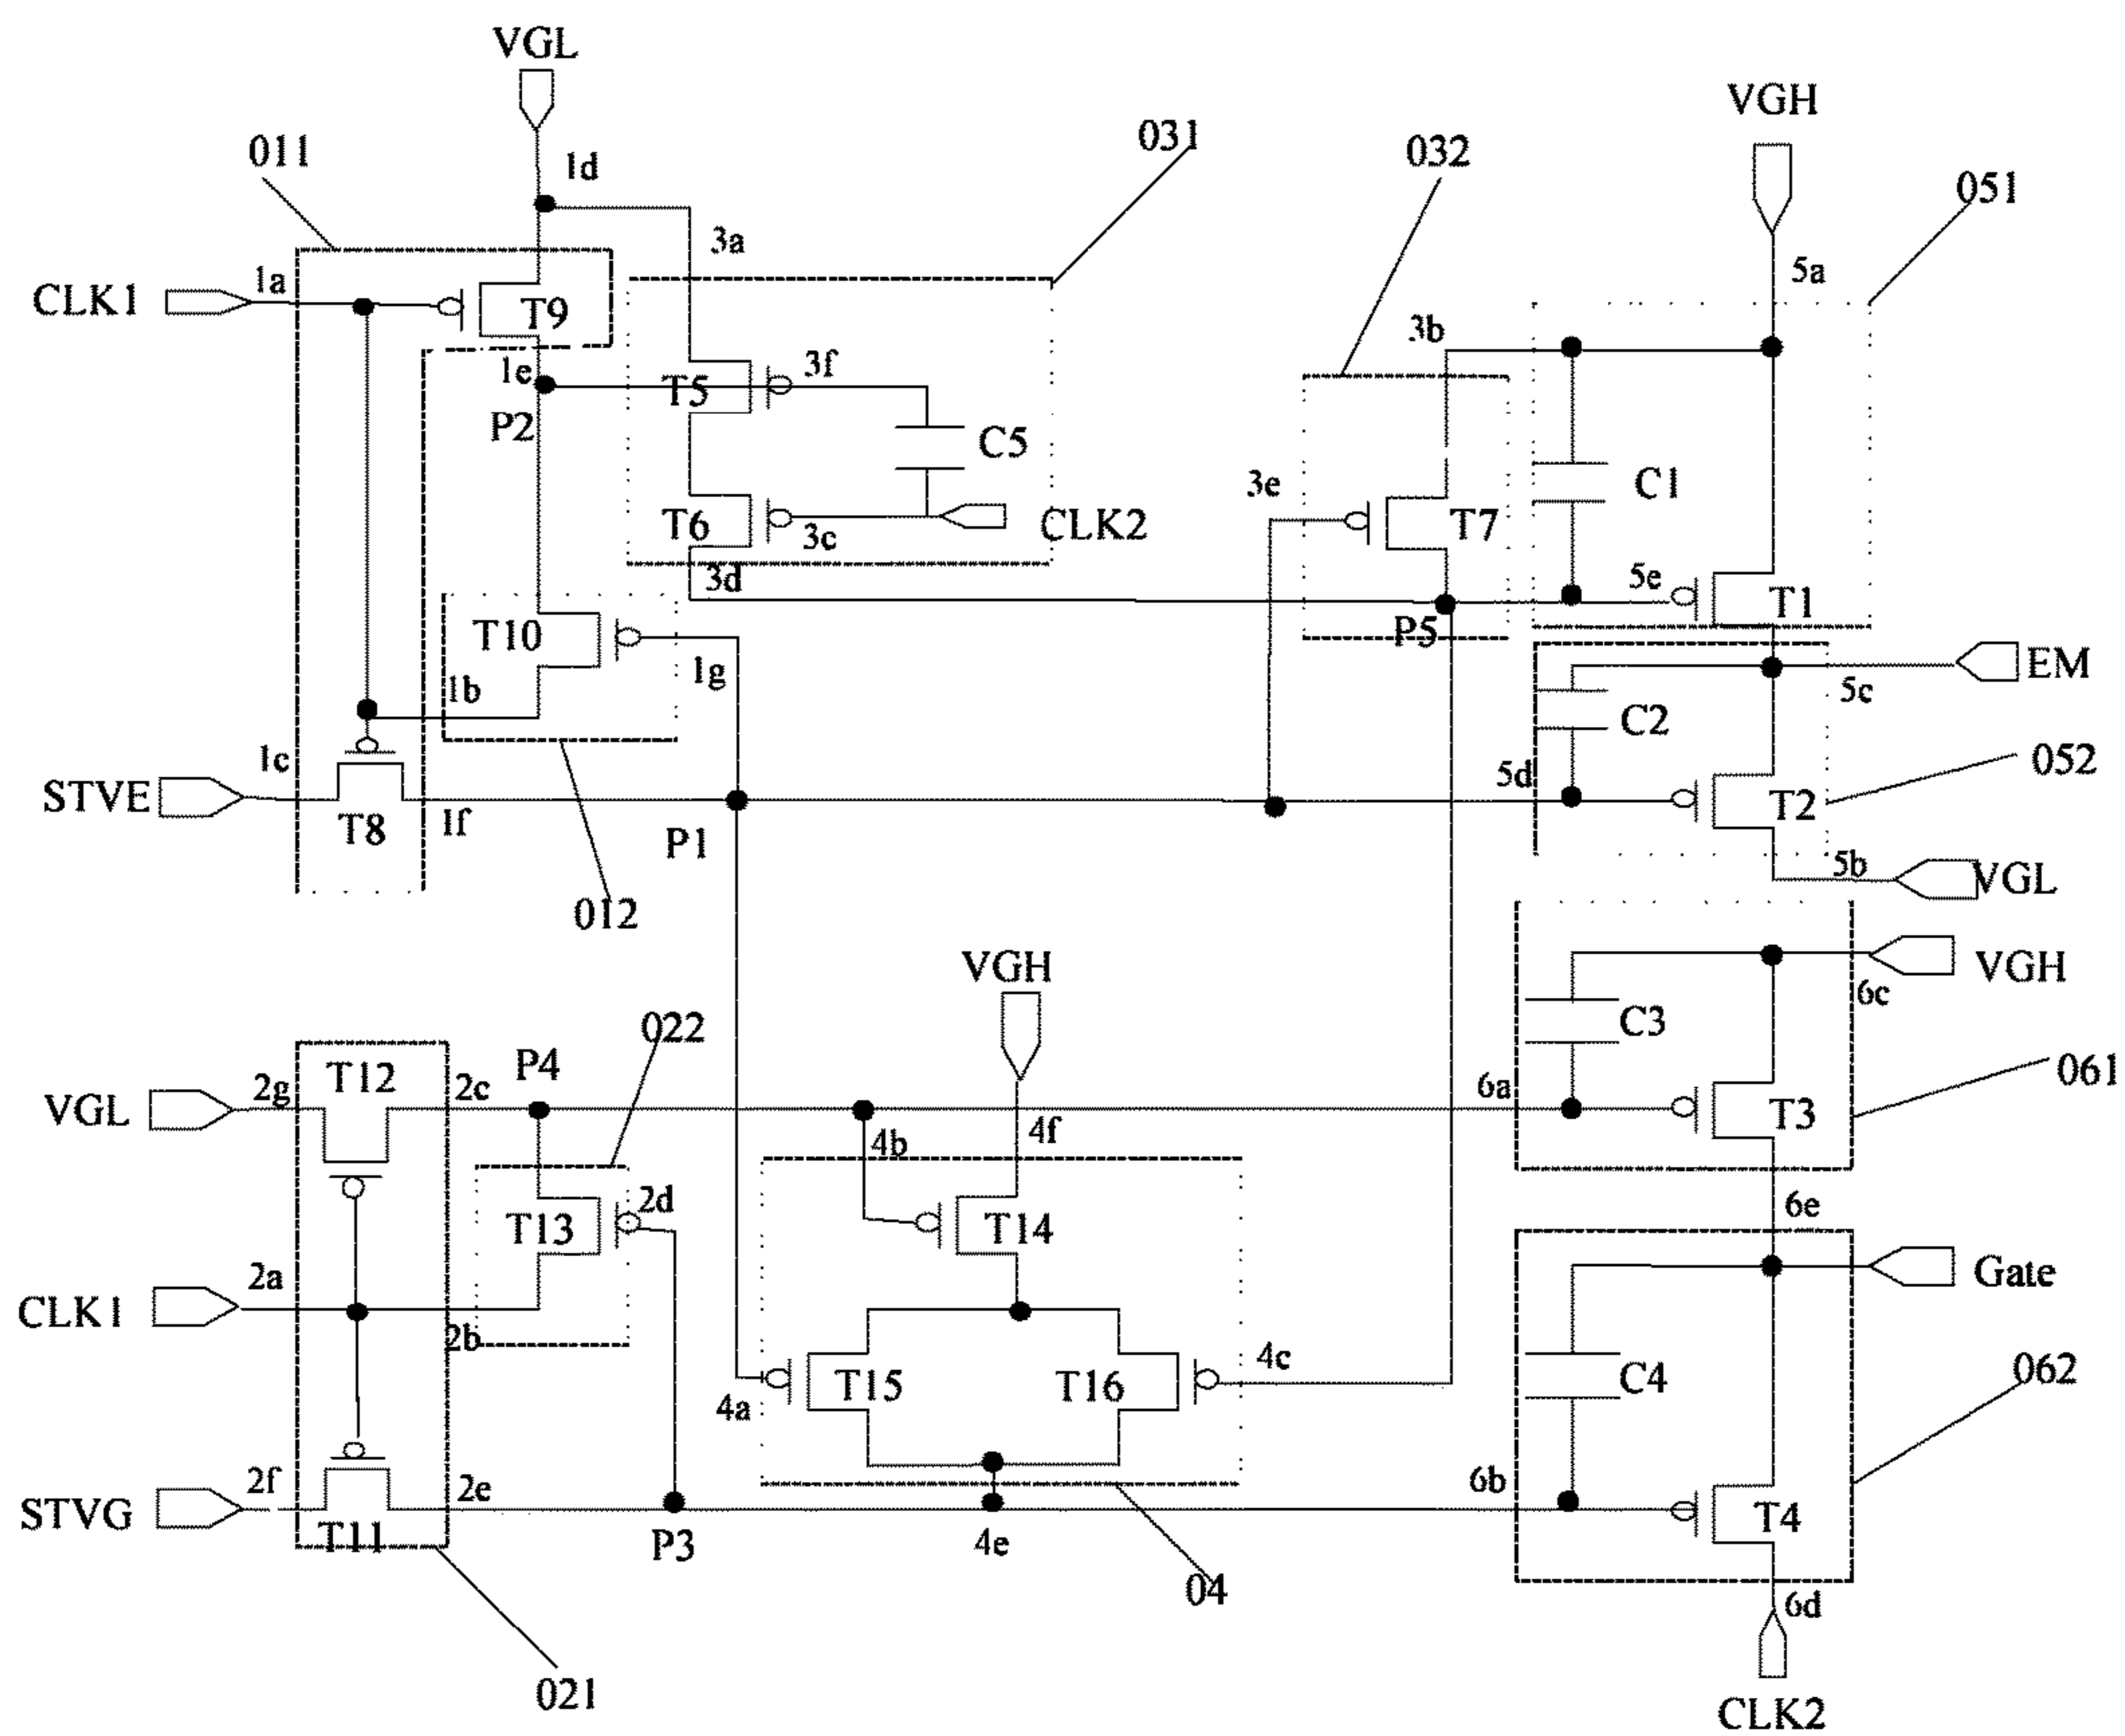 VGL
VGH
011
031
032
051
1d
3a
5a
CLK1
1a
T9
3b
1e
T5
3f
P2
C5
3e
C1
T6
3c
CLK2
T7
3d
5e
T1
P5
T10
1g
1b
EM
5c
C2
1c
5d
052
STVE
T8
1f
P1
T2
5b
VGL
012
VGH
VGH
6c
022
C3
T12
P4
061
2g
2c
6a
VGL
T3
4b
4f
2d
6e
T13
T14
2a
Gate
CLK1
2b
4c
062
T15
T16
C4
4a
2f
2e
6b
STVG
T11
P3
4e
T4
04
6d
021
CLK2